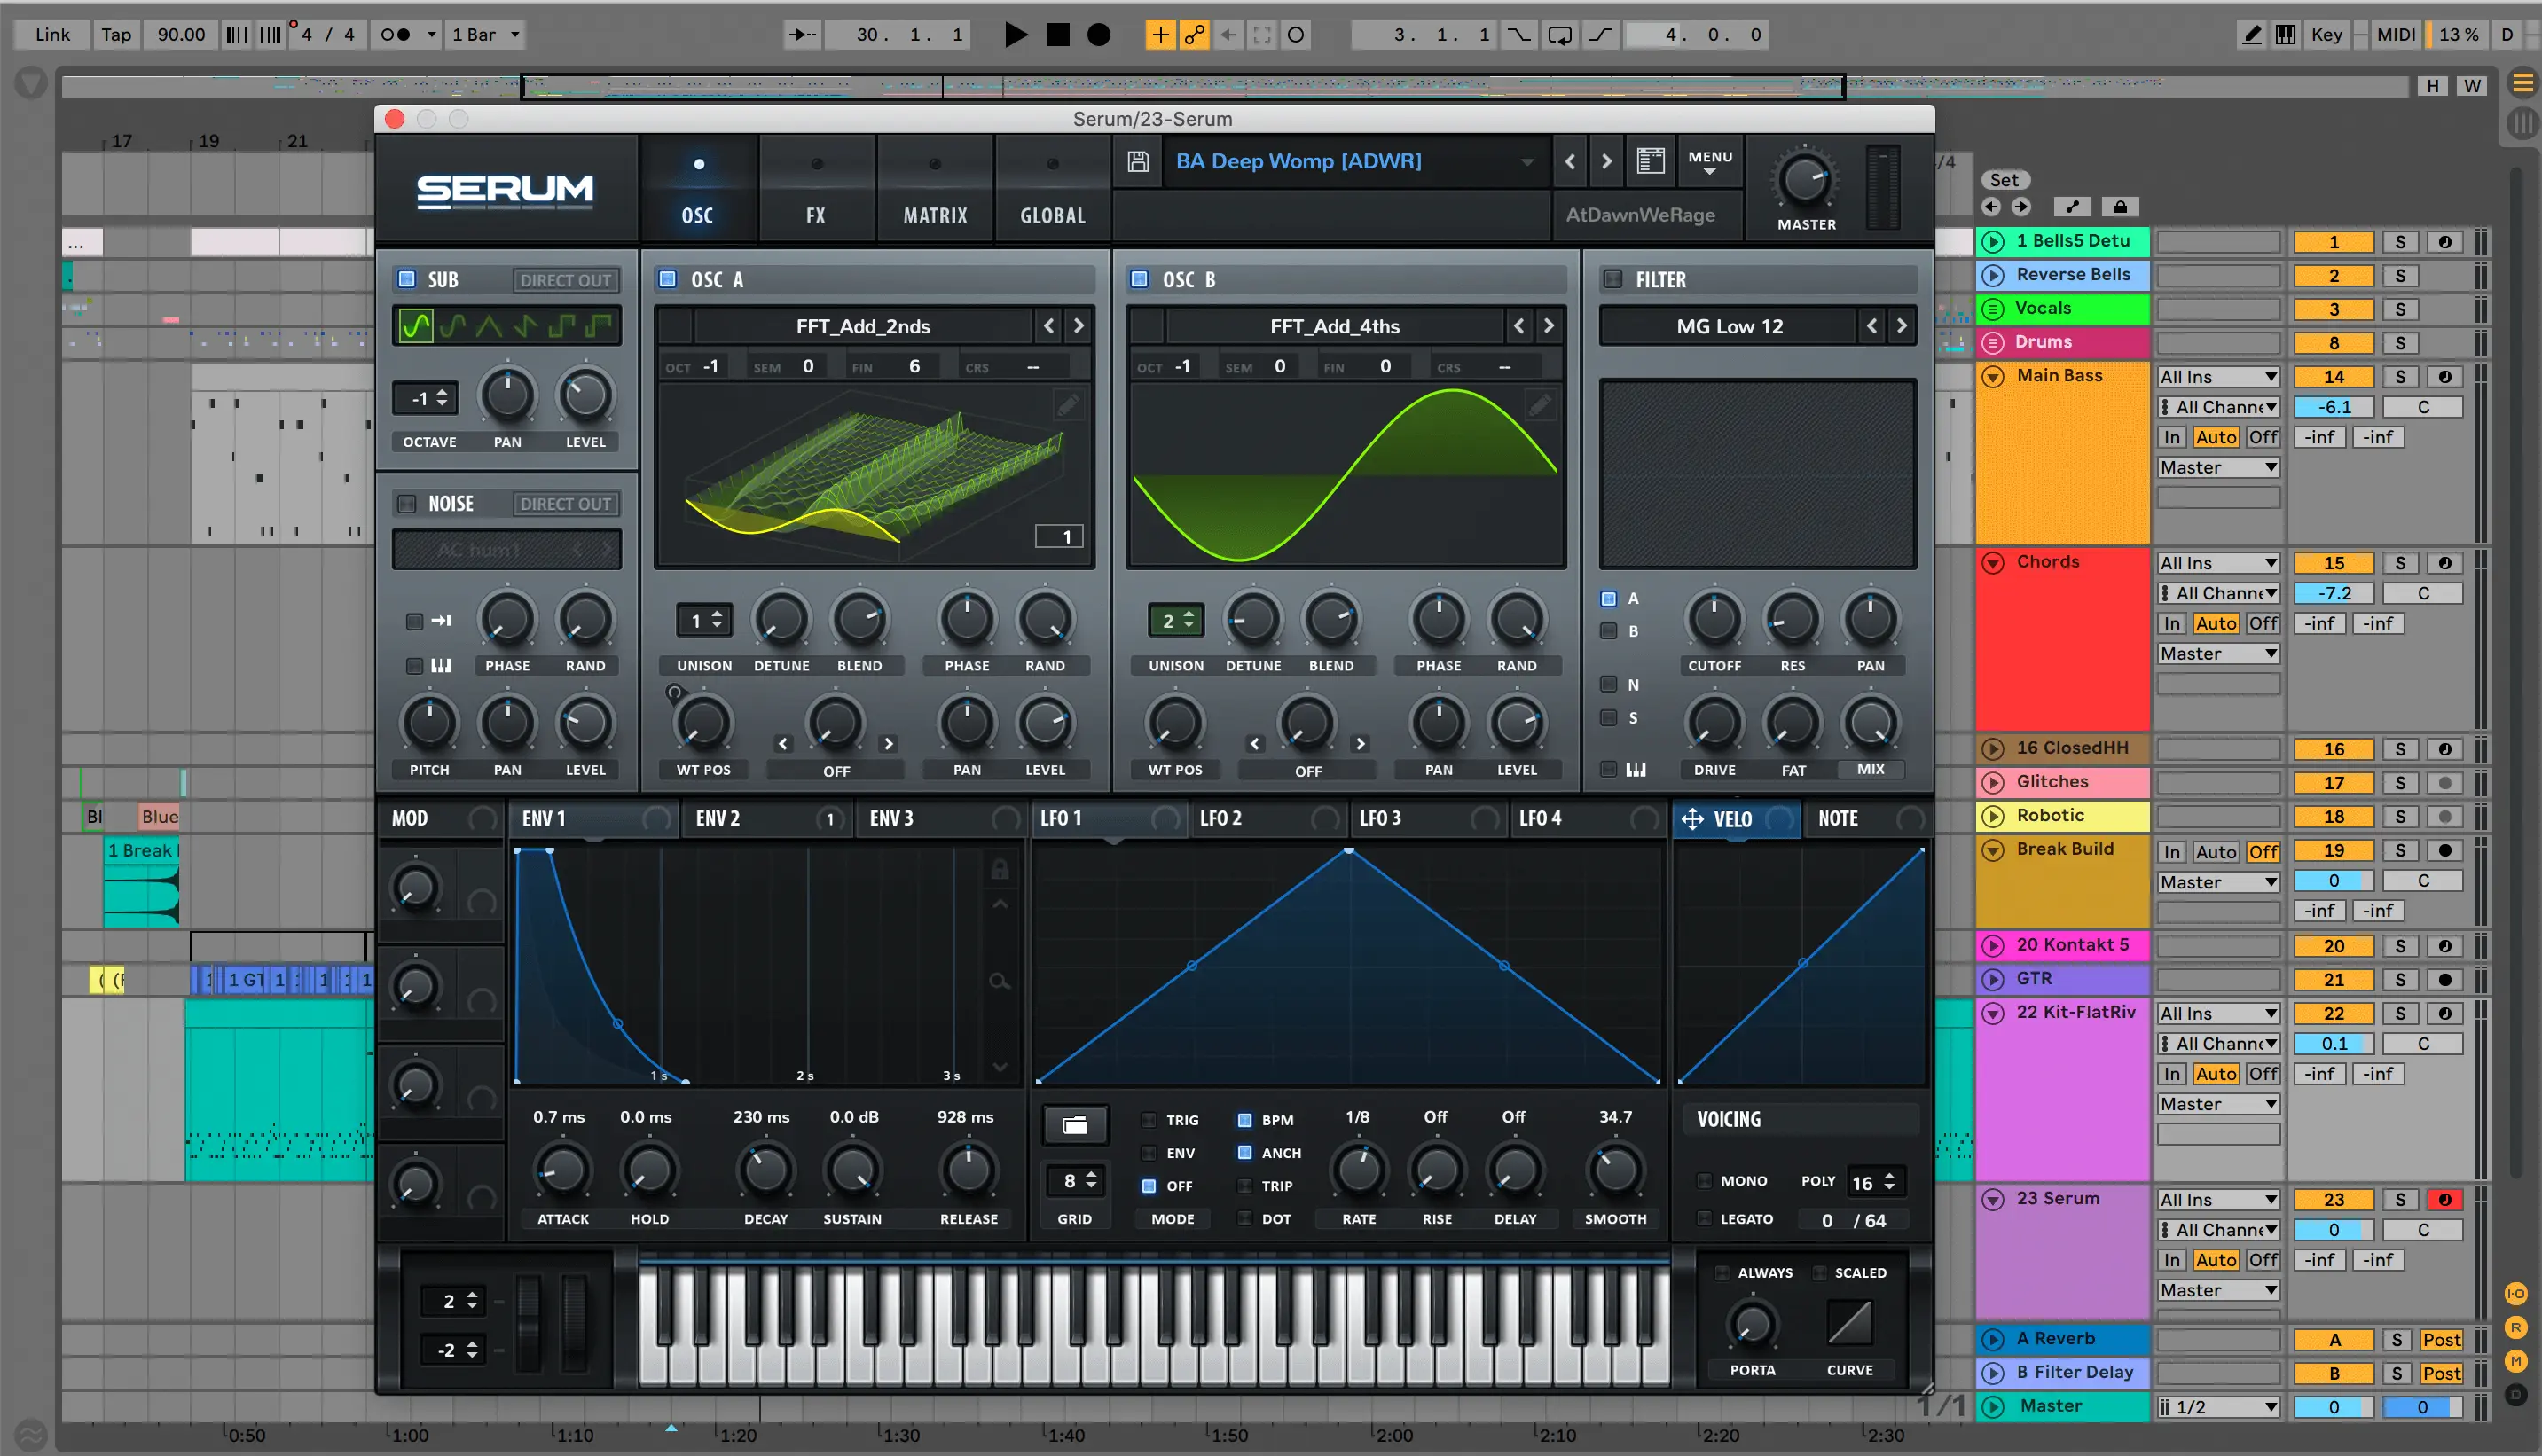 Link Tap 90.00 4 / 4 1 Bar 30. 1. 1 3. 1. 1 4. 0. 0 Key MIDI 13 % D
H W
Serum/23-Serum
17 19 21
SERUM OSC FX MATRIX GLOBAL BA Deep Womp [ADWR] MENU AtDawnWeRage MASTER
/4
Set
SUB DIRECT OUT OSC A OSC B FILTER
FFT_Add_2nds FFT_Add_4ths MG Low 12
OCT -1 SEM 0 FIN 6 CRS -- OCT -1 SEM 0 FIN 0 CRS --
-1
OCTAVE PAN LEVEL
NOISE DIRECT OUT
AC hum1
1
1 2 A
B
PHASE RAND UNISON DETUNE BLEND PHASE RAND UNISON DETUNE BLEND PHASE RAND CUTOFF RES PAN
N
S
PITCH PAN LEVEL WT POS OFF PAN LEVEL WT POS OFF PAN LEVEL DRIVE FAT MIX
MOD ENV 1 ENV 2 1 ENV 3 LFO 1 LFO 2 LFO 3 LFO 4 VELO NOTE
1 s 2 s 3 s
0.7 ms 0.0 ms 230 ms 0.0 dB 928 ms TRIG BPM 1/8 Off Off 34.7 VOICING
ENV ANCH
8 OFF TRIP MONO POLY 16
ATTACK HOLD DECAY SUSTAIN RELEASE GRID MODE DOT RATE RISE DELAY SMOOTH LEGATO 0 / 64
2 ALWAYS SCALED
-2
PORTA CURVE
...
Bl Blue
1 Break
1 GT 1 1 1 1
1 Bells5 Detu 1 S
Reverse Bells 2 S
Vocals 3 S
Drums 8 S
Main Bass All Ins 14 S
All Channe -6.1 C
In Auto Off -inf -inf
Master
Chords All Ins 15 S
All Channe -7.2 C
In Auto Off -inf -inf
Master
16 ClosedHH 16 S
Glitches 17 S
Robotic 18 S
Break Build In Auto Off 19 S
Master 0 C
-inf -inf
20 Kontakt 5 20 S
GTR 21 S
22 Kit-FlatRiv All Ins 22 S
All Channe 0.1 C
In Auto Off -inf -inf
Master
23 Serum All Ins 23 S
All Channe 0 C
In Auto Off -inf -inf
Master
A Reverb A S Post
B Filter Delay B S Post
Master 1/2 0 0
I-O
R
M
D
1/1
0:50 1:00 1:10 1:20 1:30 1:40 1:50 2:00 2:10 2:20 2:30